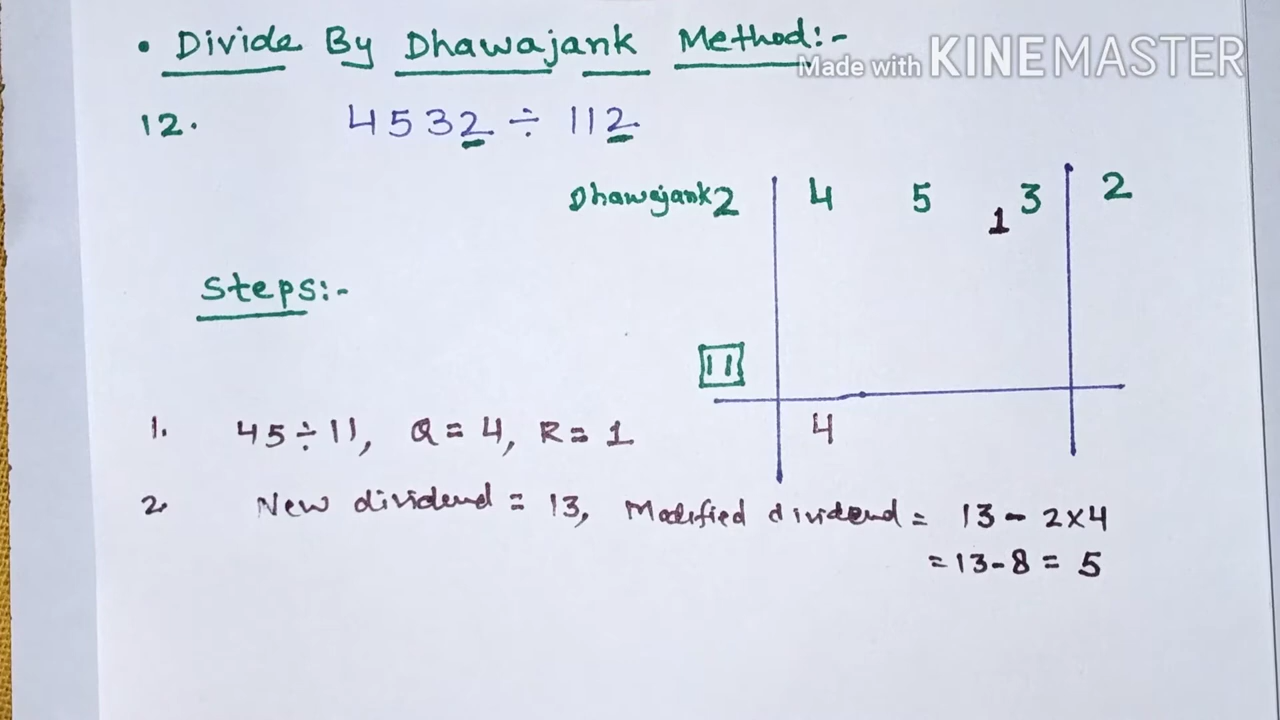 • Divide By Dhawajank Method:-
Made with KINEMASTER
12. 4532 ÷ 112
Dhawajank 2 4 5 1 3 2
Steps:-
11
1. 45÷11, Q = 4, R = 1
4
2. New dividend = 13, Modified dividend = 13 - 2×4
= 13-8 = 5